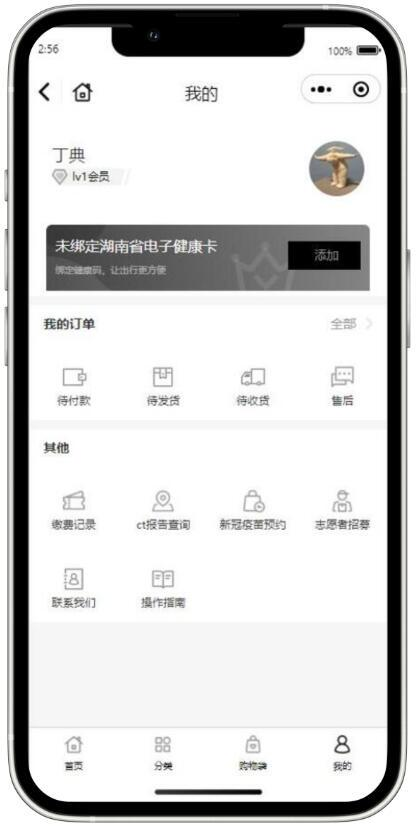 2:56
100%
我的
丁典
lv1会员
未绑定湖南省电子健康卡
绑定健康码，让出行更方便
添加
我的订单
全部
待付款 待发货 待收货 售后
其他
缴费记录 ct报告查询 新冠疫苗预约 志愿者招募
联系我们 操作指南
首页 分类 购物袋 我的